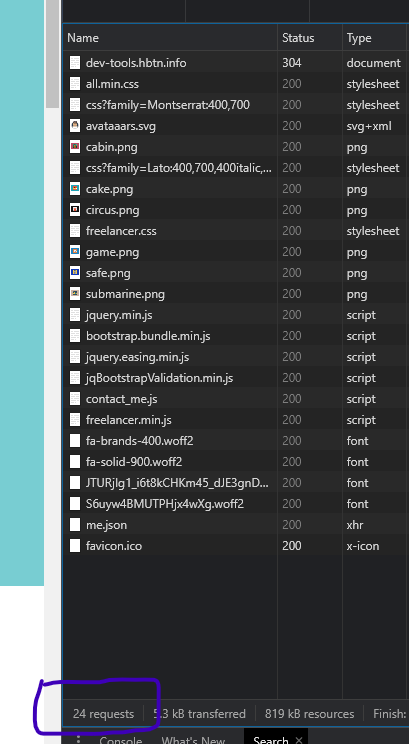 Name Status Type
dev-tools.hbtn.info 304 document
all.min.css 200 stylesheet
css?family=Montserrat:400,700 200 stylesheet
avataaars.svg 200 svg+xml
cabin.png 200 png
css?family=Lato:400,700,400italic,... 200 stylesheet
cake.png 200 png
circus.png 200 png
freelancer.css 200 stylesheet
game.png 200 png
safe.png 200 png
submarine.png 200 png
jquery.min.js 200 script
bootstrap.bundle.min.js 200 script
jquery.easing.min.js 200 script
jqBootstrapValidation.min.js 200 script
contact_me.js 200 script
freelancer.min.js 200 script
fa-brands-400.woff2 200 font
fa-solid-900.woff2 200 font
JTURjIg1_i6t8kCHKm45_dJE3gnD... 200 font
S6uyw4BMUTPHjx4wXg.woff2 200 font
me.json 200 xhr
favicon.ico 200 x-icon
24 requests 5.3 kB transferred 819 kB resources Finish:
Console What's New Search ×